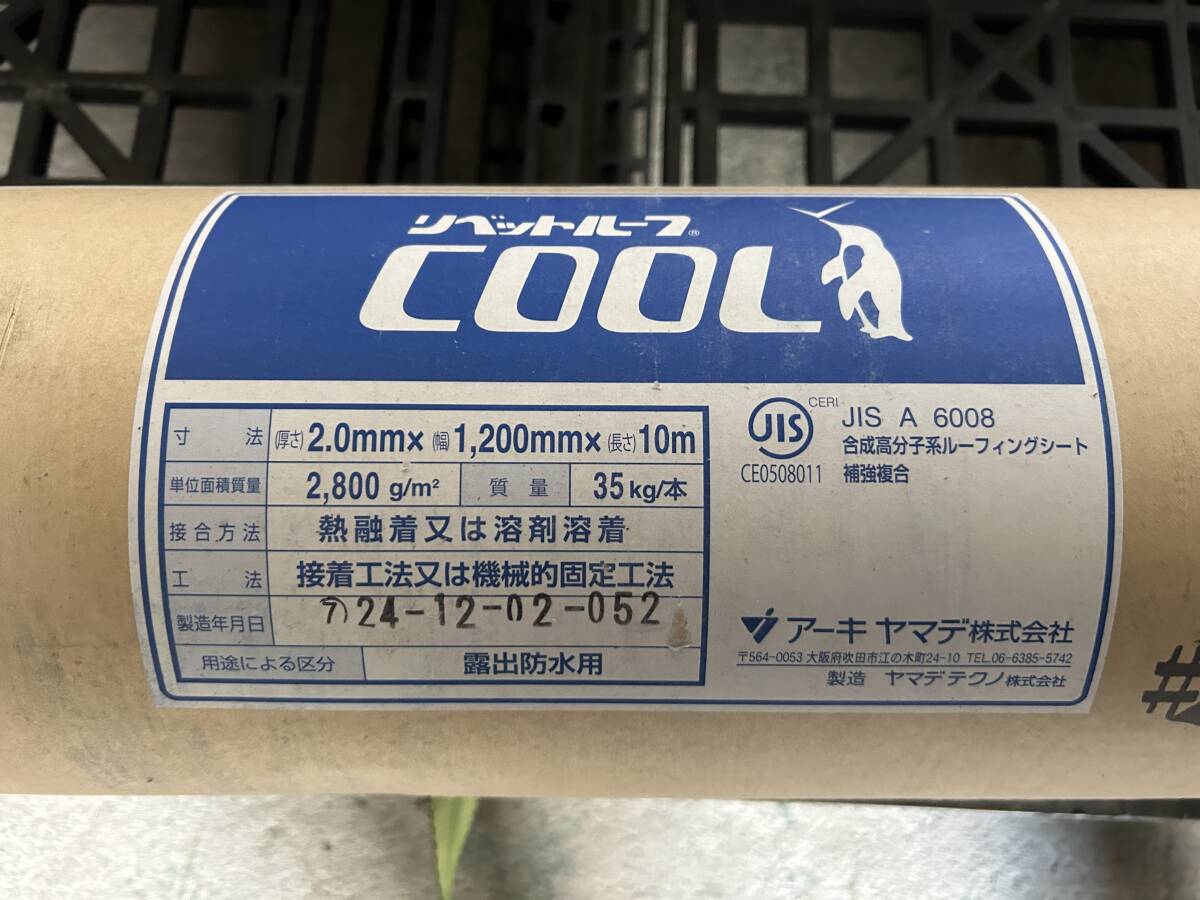 リベットルーフ®
COOL
寸法 (厚さ)2.0mm× (幅)1,200mm× (長さ)10m
単位面積質量 2,800 g/m² 質量 35kg/本
接合方法 熱融着又は溶剤溶着
工法 接着工法又は機械的固定工法
製造年月日 ウ24-12-02-052
用途による区分 露出防水用
JIS CERI JIS A 6008
合成高分子系ルーフィングシート
CE0508011 補強複合
アーキ ヤマデ株式会社
〒564-0053 大阪府吹田市江の木町24-10 TEL.06-6385-5742
製造 ヤマデテクノ株式会社